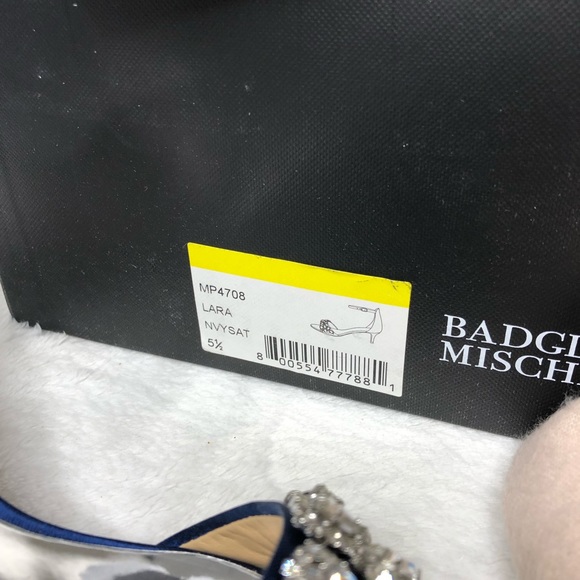 MP4708
LARA
NVYSAT
5½
8 00554 77788 1
BADGL
MISCH